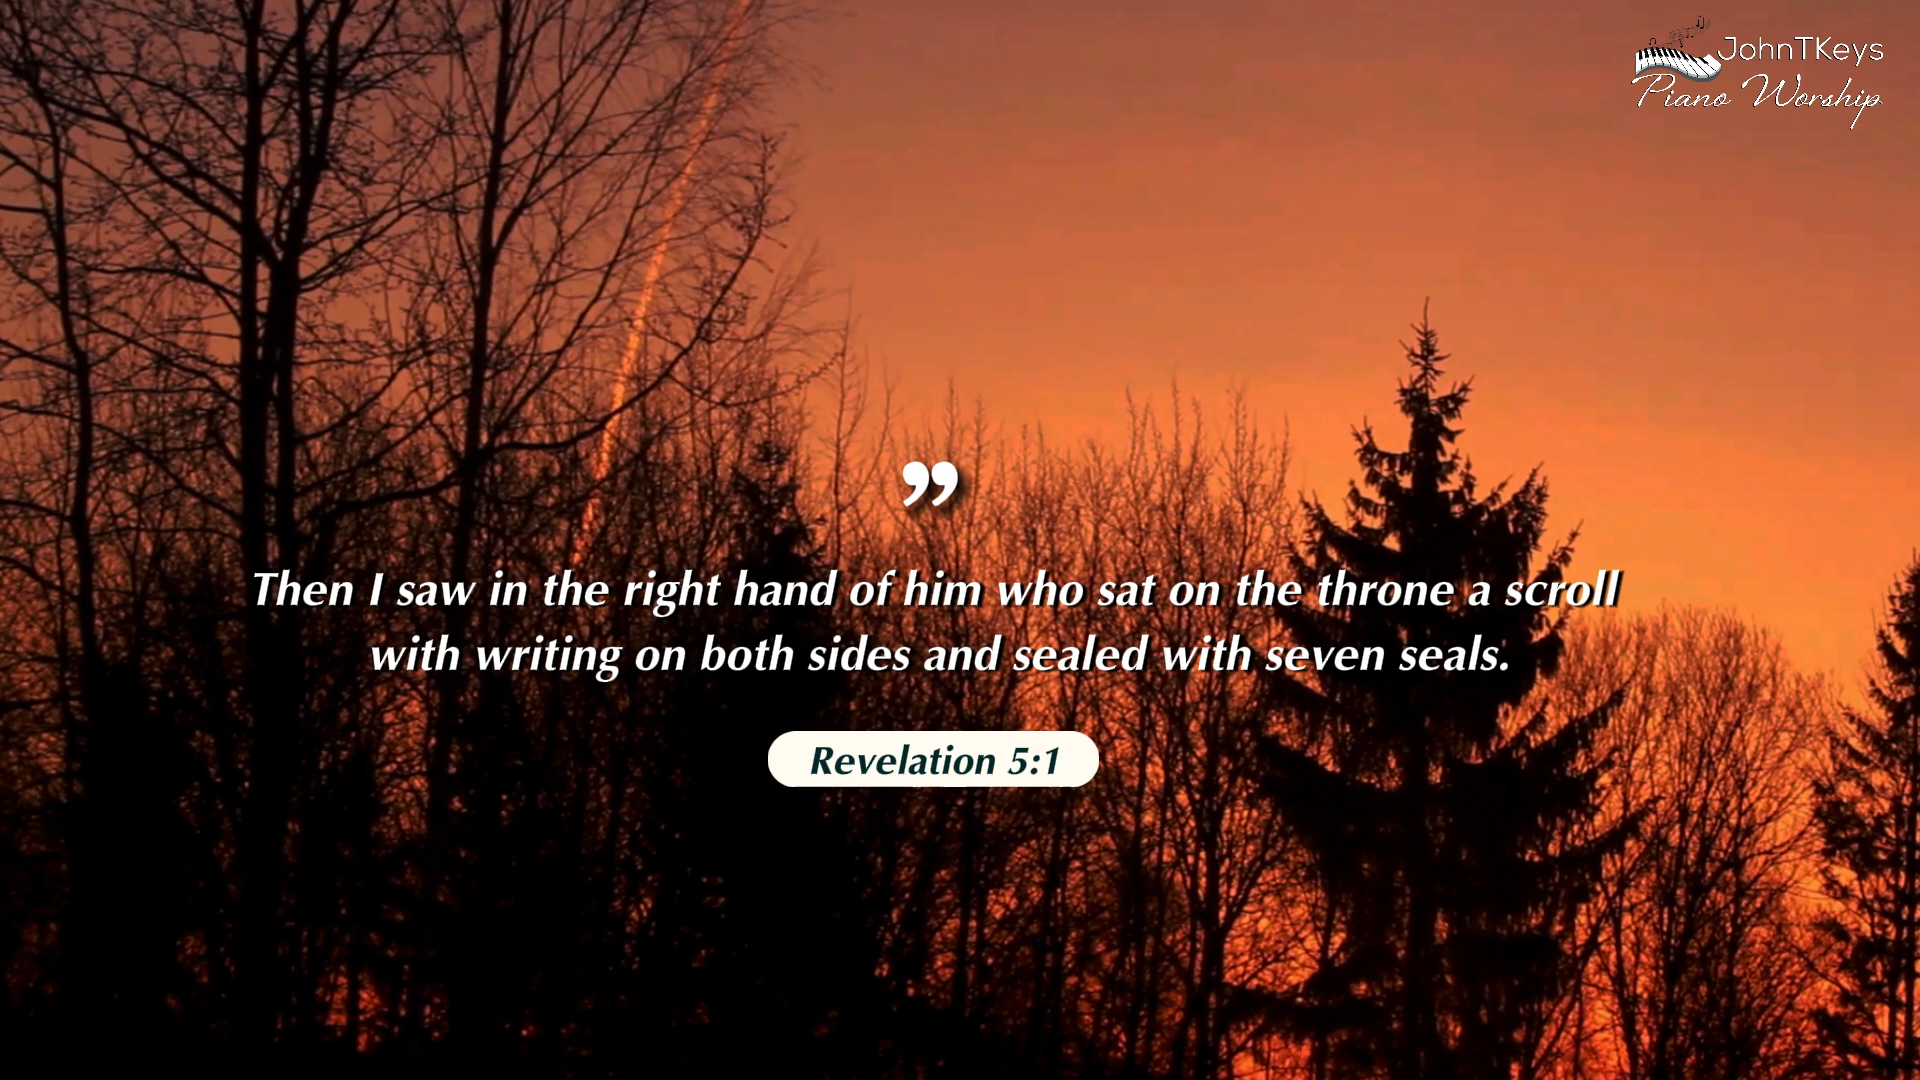 JohnTKeys
Piano Worship
”
Then I saw in the right hand of him who sat on the throne a scroll
with writing on both sides and sealed with seven seals.
Revelation 5:1